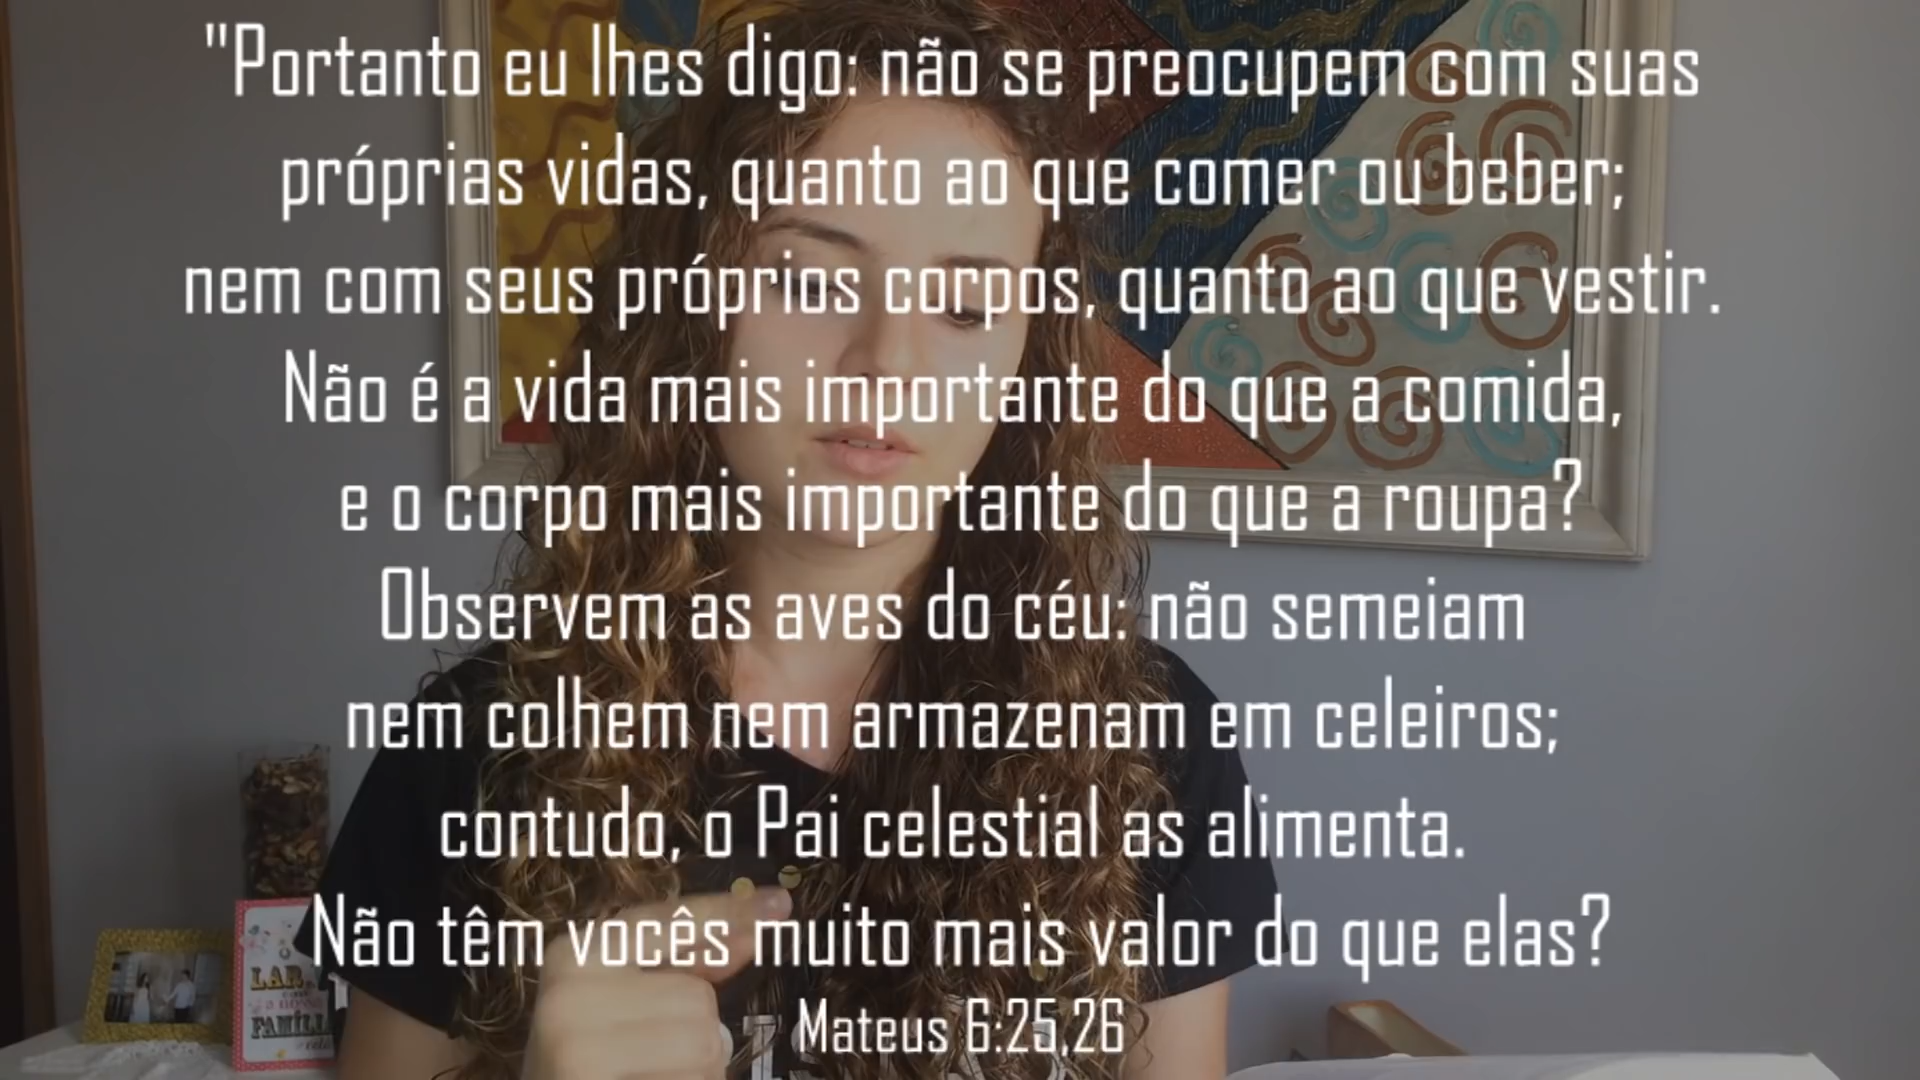 "Portanto eu lhes digo: não se preocupem com suas
próprias vidas, quanto ao que comer ou beber;
nem com seus próprios corpos, quanto ao que vestir.
Não é a vida mais importante do que a comida,
e o corpo mais importante do que a roupa?
Observem as aves do céu: não semeiam
nem colhem nem armazenam em celeiros;
contudo, o Pai celestial as alimenta.
Não têm vocês muito mais valor do que elas?
Mateus 6:25,26
LAR
FAMÍLI